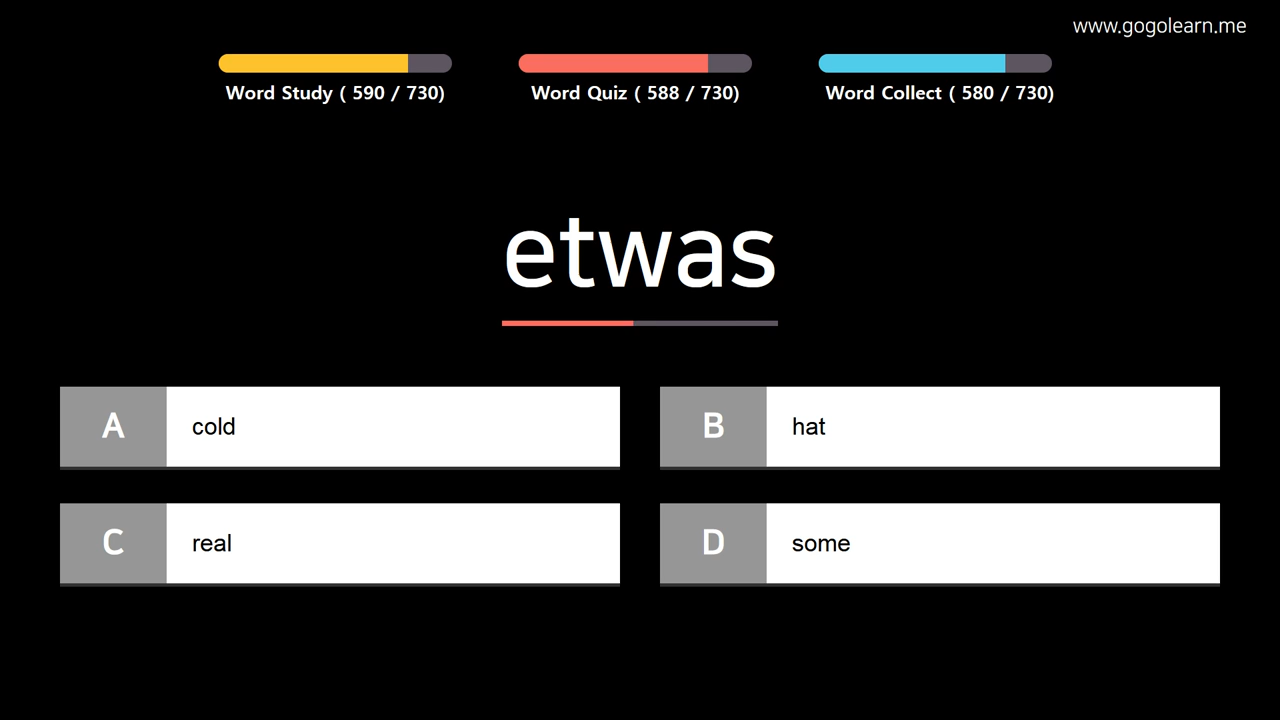 www.gogolearn.me
Word Study ( 590 / 730)
Word Quiz ( 588 / 730)
Word Collect ( 580 / 730)
etwas
A cold
B hat
C real
D some